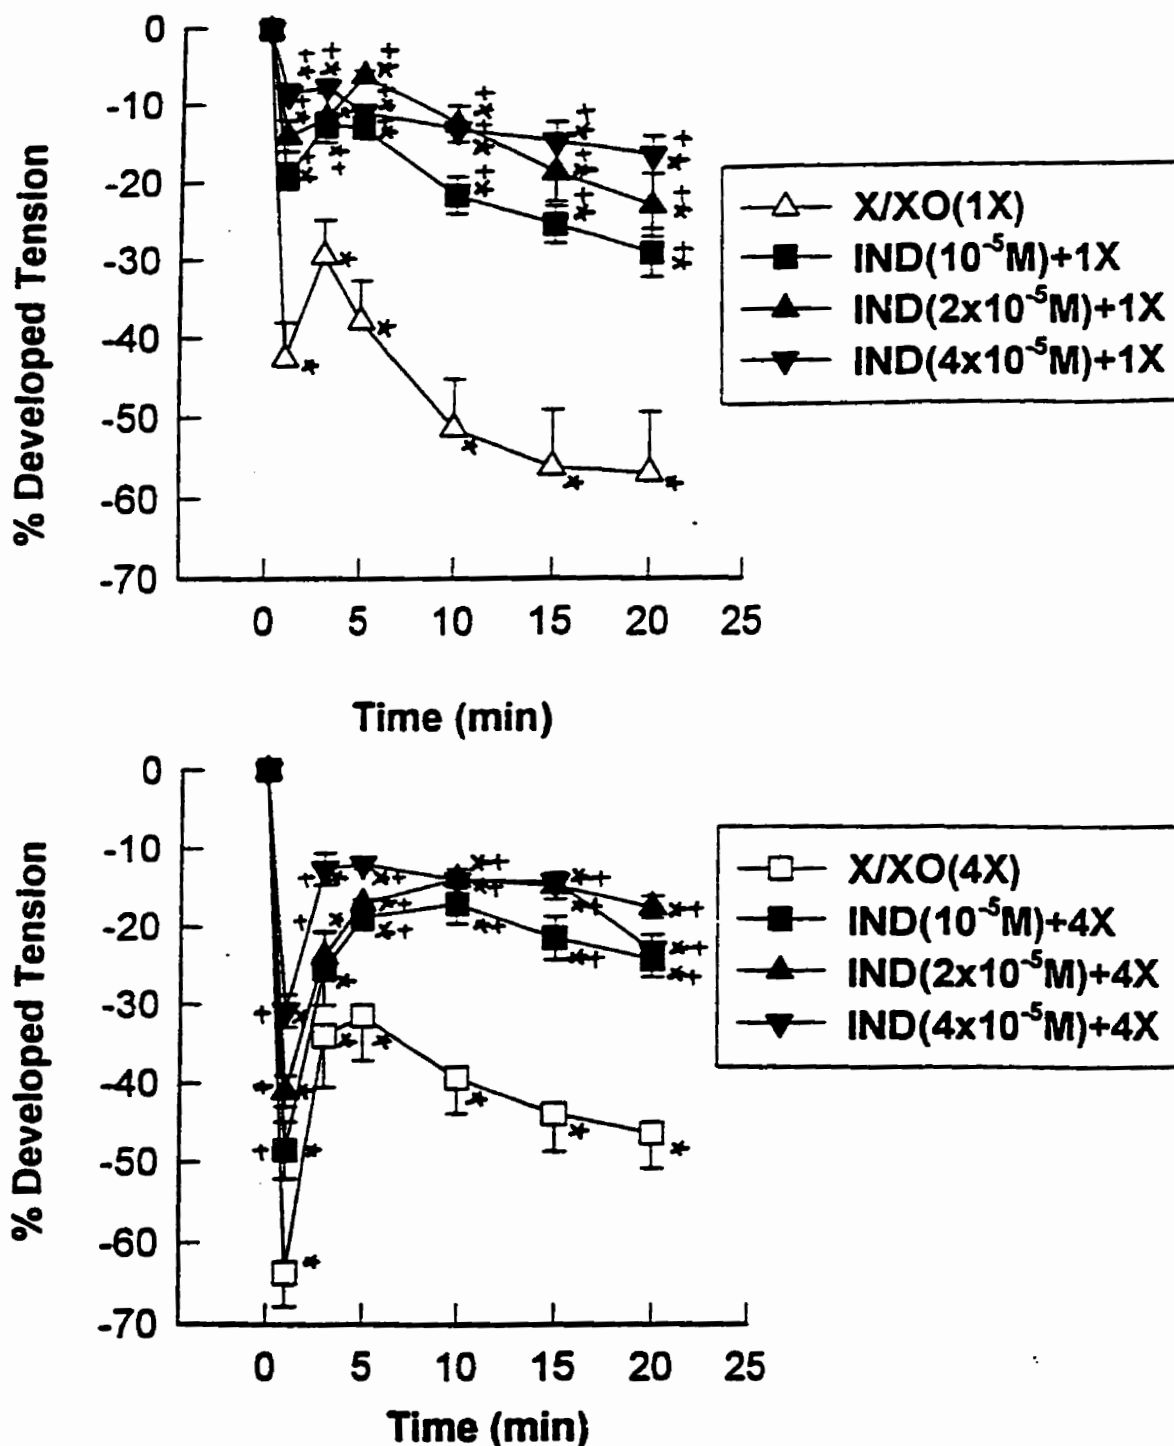 0
-10
-20
-30
-40
-50
-60
-70
% Developed Tension
0 5 10 15 20 25
Time (min)
X/XO(1X)
IND(10⁻⁵M)+1X
IND(2x10⁻⁵M)+1X
IND(4x10⁻⁵M)+1X
0
-10
-20
-30
-40
-50
-60
-70
% Developed Tension
0 5 10 15 20 25
Time (min)
X/XO(4X)
IND(10⁻⁵M)+4X
IND(2x10⁻⁵M)+4X
IND(4x10⁻⁵M)+4X